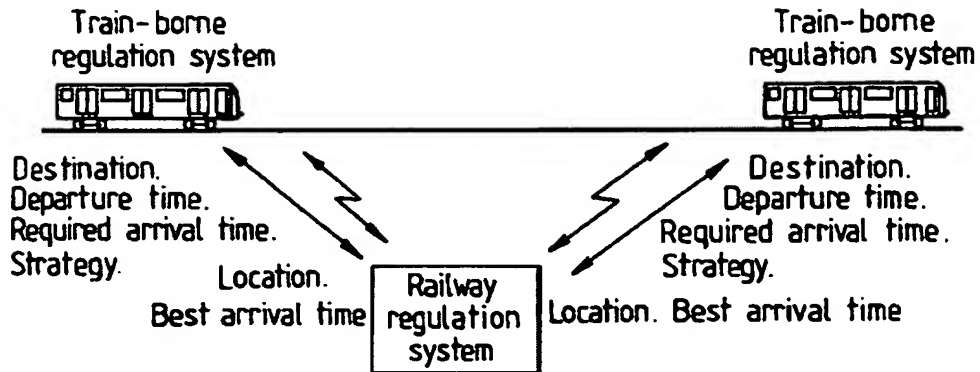 Train-borne
regulation system
Train-borne
regulation system
Destination.
Departure time.
Required arrival time.
Strategy.
Location.
Best arrival time
Railway
regulation
system
Destination.
Departure time.
Required arrival time.
Strategy.
Location. Best arrival time